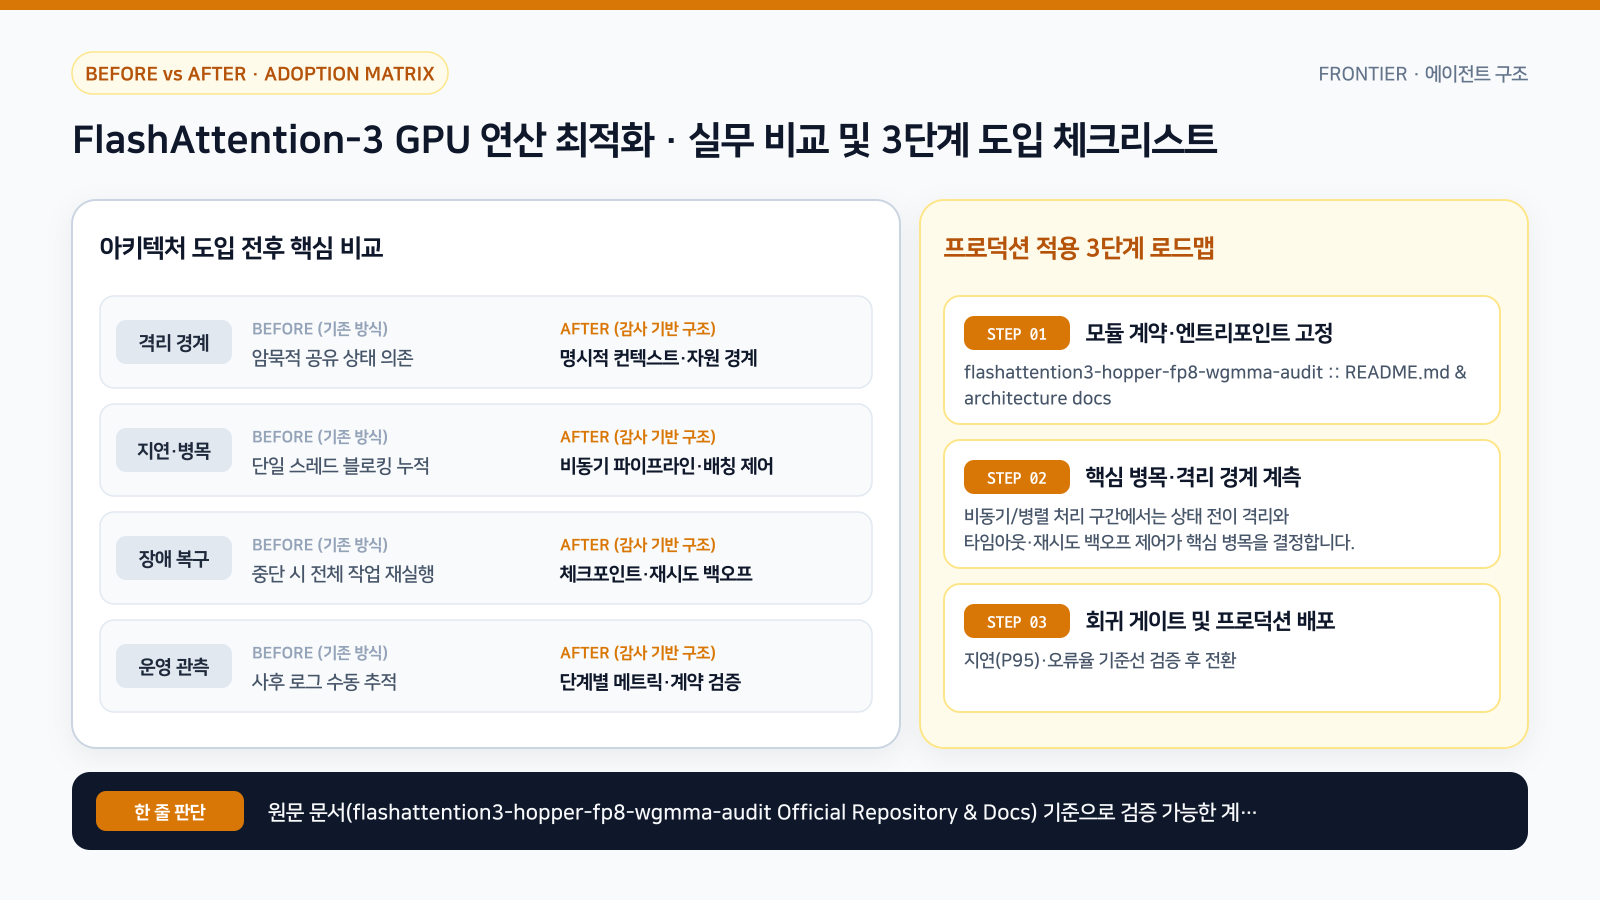 BEFORE vs AFTER · ADOPTION MATRIX
FRONTIER · 에이전트 구조
FlashAttention-3 GPU 연산 최적화 · 실무 비교 및 3단계 도입 체크리스트
아키텍처 도입 전후 핵심 비교
격리 경계
BEFORE (기존 방식)
암묵적 공유 상태 의존
AFTER (감사 기반 구조)
명시적 컨텍스트·자원 경계
지연·병목
BEFORE (기존 방식)
단일 스레드 블로킹 누적
AFTER (감사 기반 구조)
비동기 파이프라인·배칭 제어
장애 복구
BEFORE (기존 방식)
중단 시 전체 작업 재실행
AFTER (감사 기반 구조)
체크포인트·재시도 백오프
운영 관측
BEFORE (기존 방식)
사후 로그 수동 추적
AFTER (감사 기반 구조)
단계별 메트릭·계약 검증
프로덕션 적용 3단계 로드맵
STEP 01
모듈 계약·엔트리포인트 고정
flashattention3-hopper-fp8-wgmma-audit :: README.md &
architecture docs
STEP 02
핵심 병목·격리 경계 계측
비동기/병렬 처리 구간에서는 상태 전이 격리와
타임아웃·재시도 백오프 제어가 핵심 병목을 결정합니다.
STEP 03
회귀 게이트 및 프로덕션 배포
지연(P95)·오류율 기준선 검증 후 전환
한 줄 판단
원문 문서(flashattention3-hopper-fp8-wgmma-audit Official Repository & Docs) 기준으로 검증 가능한 계…